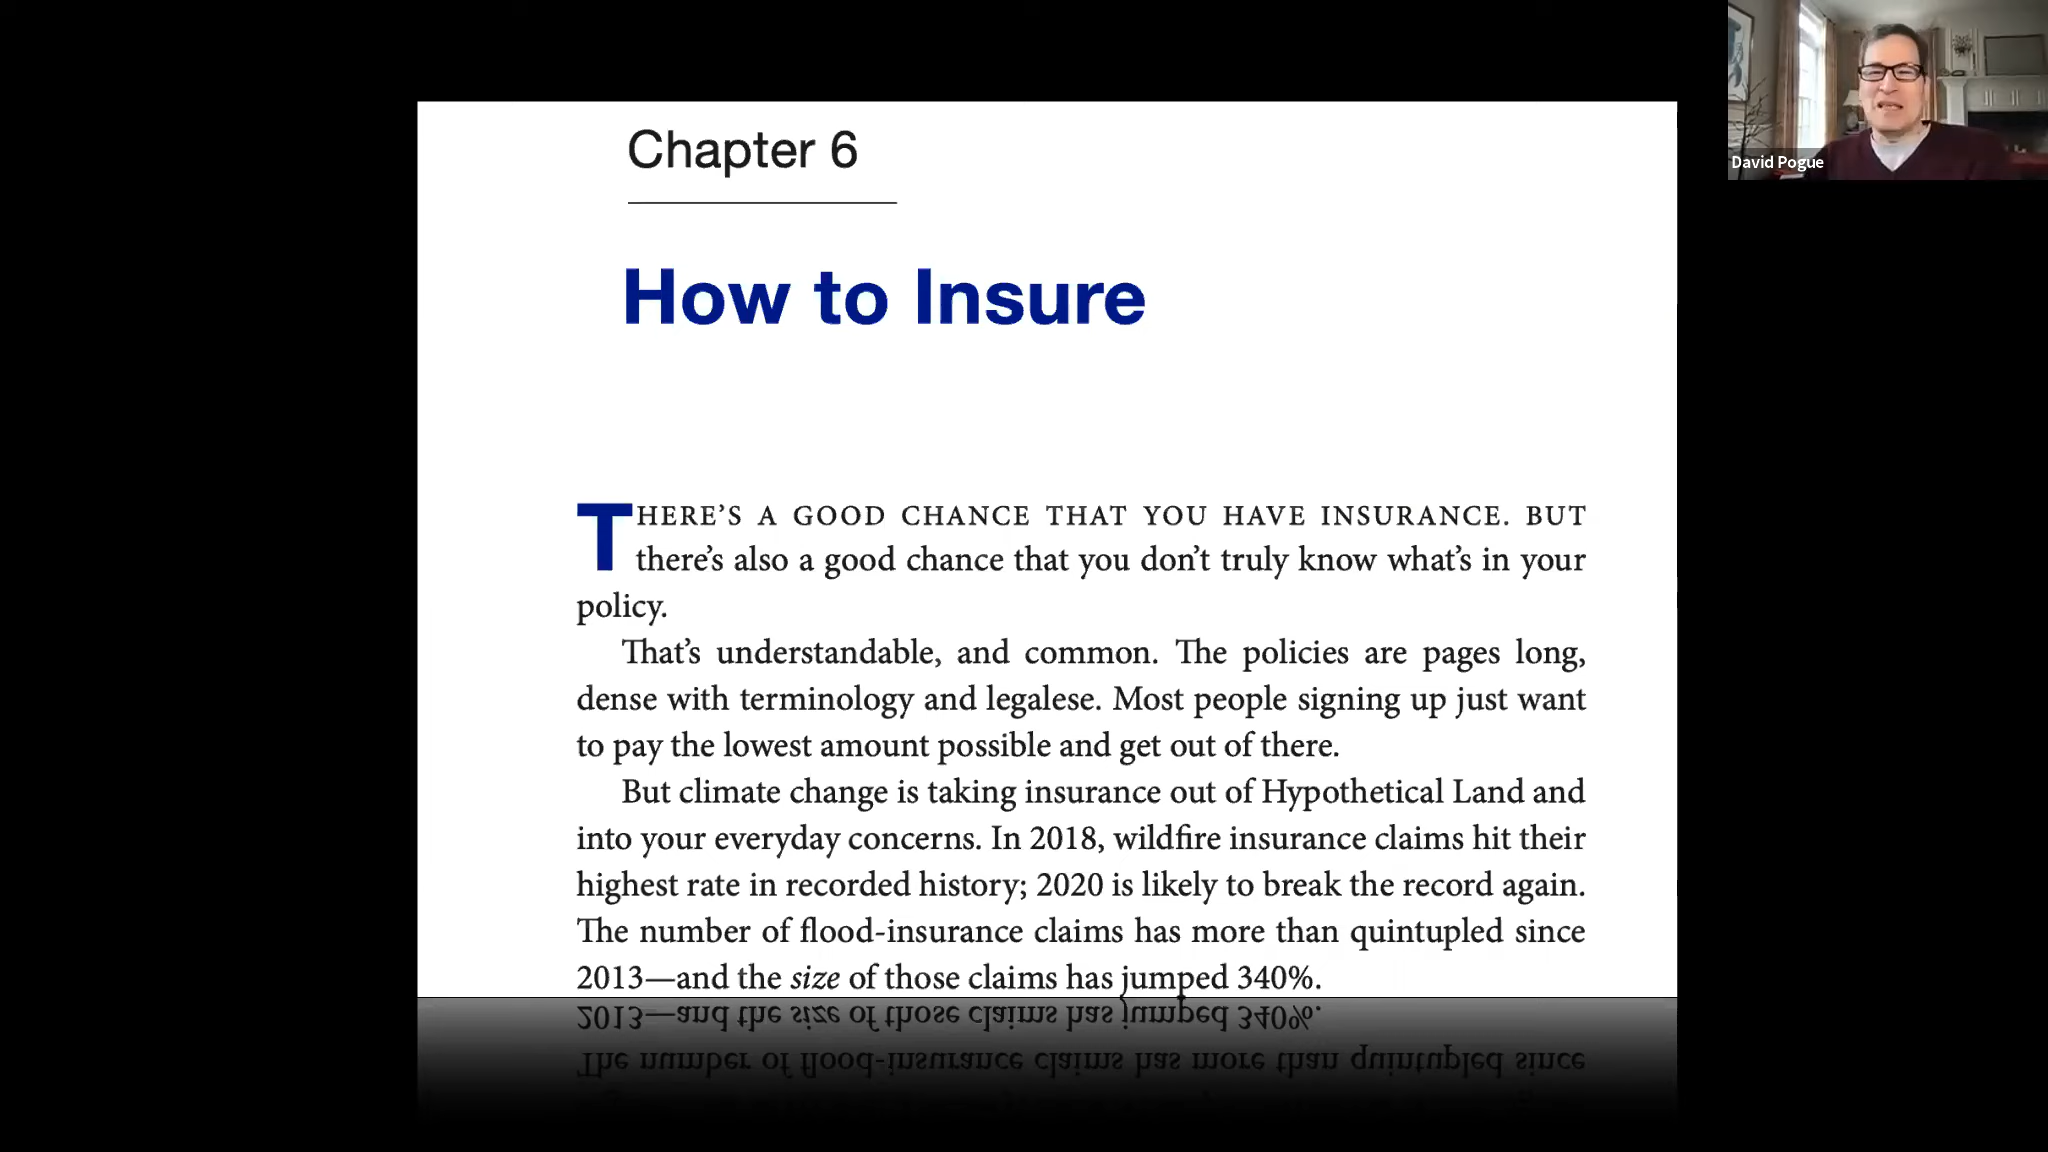 Chapter 6
How to Insure
THERE’S A GOOD CHANCE THAT YOU HAVE INSURANCE. BUT
there’s also a good chance that you don’t truly know what’s in your
policy.
That’s understandable, and common. The policies are pages long,
dense with terminology and legalese. Most people signing up just want
to pay the lowest amount possible and get out of there.
But climate change is taking insurance out of Hypothetical Land and
into your everyday concerns. In 2018, wildfire insurance claims hit their
highest rate in recorded history; 2020 is likely to break the record again.
The number of flood-insurance claims has more than quintupled since
2013—and the size of those claims has jumped 340%.
David Pogue